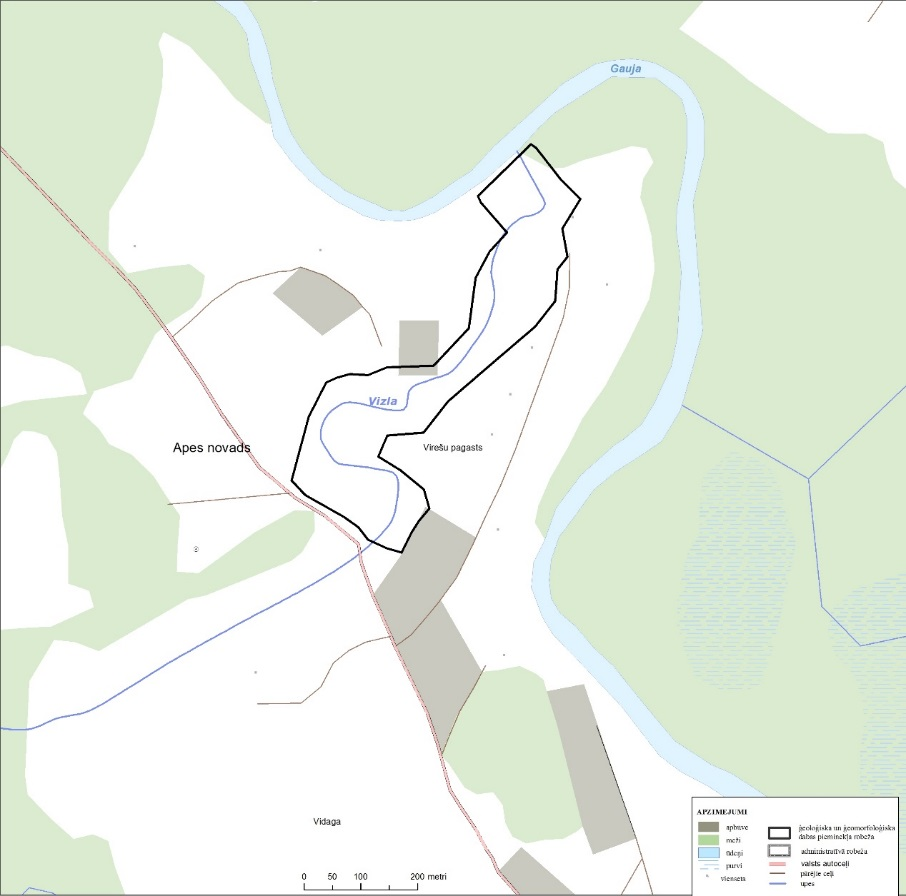 Gauja
Vizla
Apes novads
Virešu pagasts
Vidaga
0 50 100 200 metri
APZĪMĒJUMI
apbūve
meži
ūdeņi
purvi
viensēta
ģeoloģiska un ģeomorfoloģiska
dabas pieminekļa robeža
administratīvā robeža
valsts autoceļi
pārējie ceļi
upes